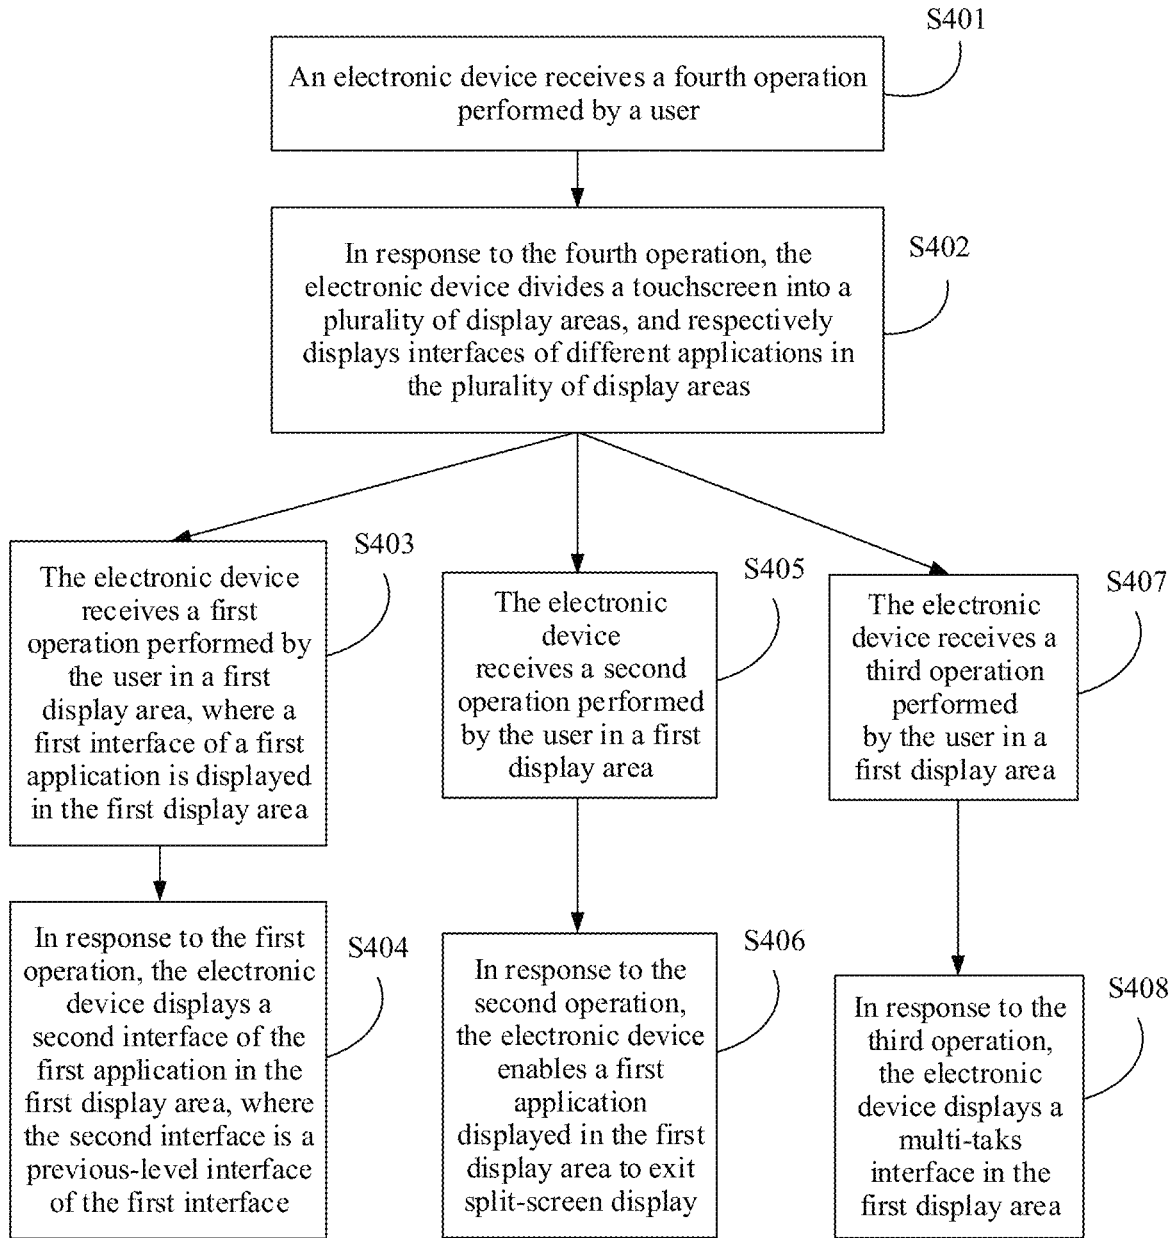 S401
An electronic device receives a fourth operation
performed by a user
S402
In response to the fourth operation, the
electronic device divides a touchscreen into a
plurality of display areas, and respectively
displays interfaces of different applications in
the plurality of display areas
S403
The electronic device
receives a first
operation performed by
the user in a first
display area, where a
first interface of a first
application is displayed
in the first display area
S404
In response to the first
operation, the electronic
device displays a
second interface of the
first application in the
first display area, where
the second interface is a
previous-level interface
of the first interface
S405
The electronic
device
receives a second
operation performed
by the user in a first
display area
S406
In response to the
second operation,
the electronic device
enables a first
application
displayed in the first
display area to exit
split-screen display
S407
The electronic
device receives a
third operation
performed
by the user in a
first display area
S408
In response to the
third operation,
the electronic
device displays a
multi-taks
interface in the
first display area